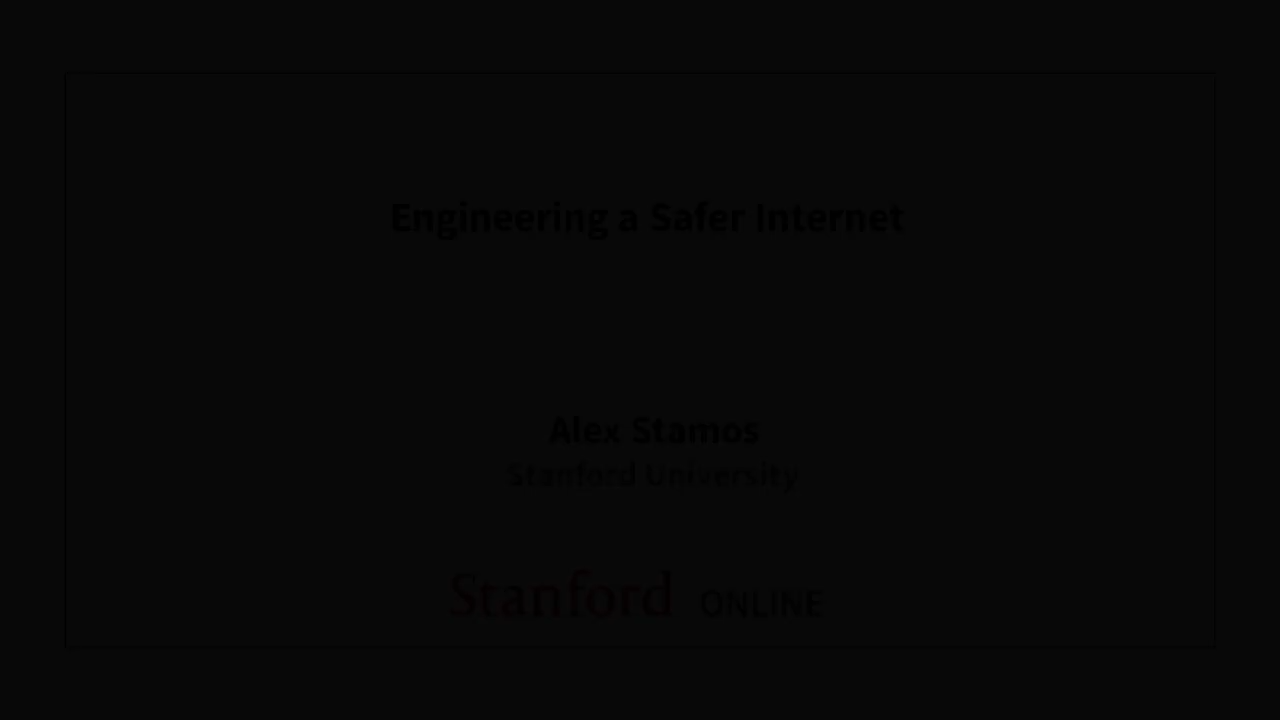 Engineering a Safer Internet
Alex Stamos
Stanford University
Stanford ONLINE